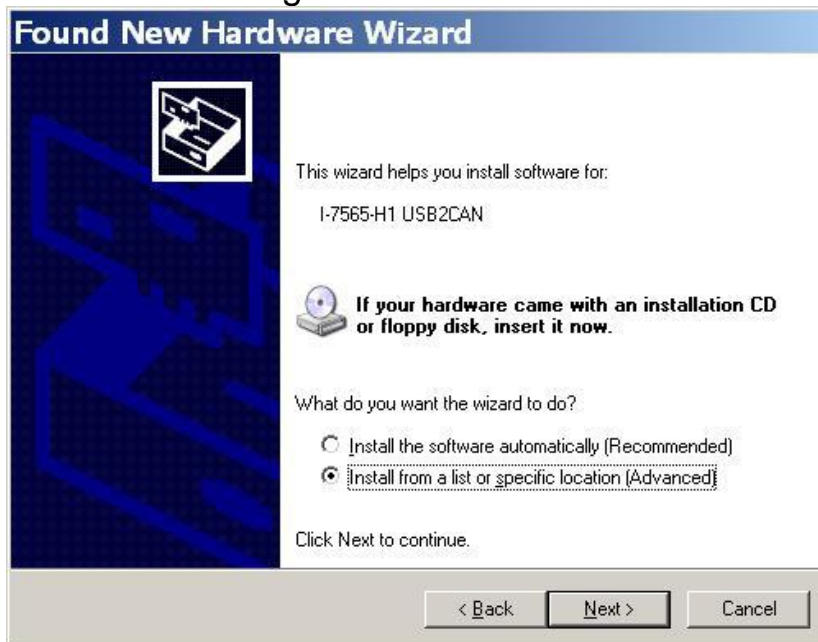 Found New Hardware Wizard
This wizard helps you install software for:
I-7565-H1 USB2CAN
If your hardware came with an installation CD
or floppy disk, insert it now.
What do you want the wizard to do?
Install the software automatically (Recommended)
Install from a list or specific location (Advanced)
Click Next to continue.
< Back Next > Cancel